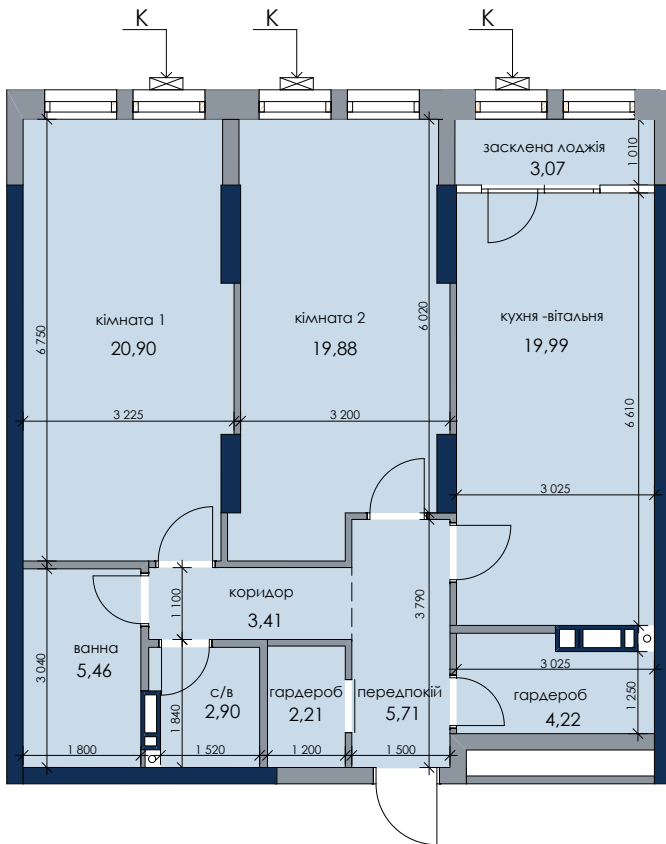 К К К
засклена лоджія
3,07
1 010
кімната 1
20,90
6 750
3 225
кімната 2
19,88
6 020
3 200
кухня -вітальня
19,99
6 610
3 025
коридор
3,41
1 100
3 790
ванна
5,46
3 040
1 800
с/в
2,90
1 840
1 520
гардероб
2,21
1 200
передпокій
5,71
1 500
3 025
гардероб
4,22
1 250